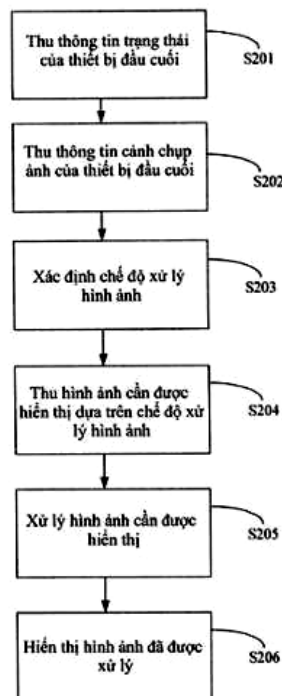 Thu thông tin trạng thái
của thiết bị đầu cuối
S201
Thu thông tin cảnh chụp
ảnh của thiết bị đầu cuối
S202
Xác định chế độ xử lý
hình ảnh
S203
Thu hình ảnh cần được
hiển thị dựa trên chế độ xử
lý hình ảnh
S204
Xử lý hình ảnh cần được
hiển thị
S205
Hiển thị hình ảnh đã được
xử lý
S206